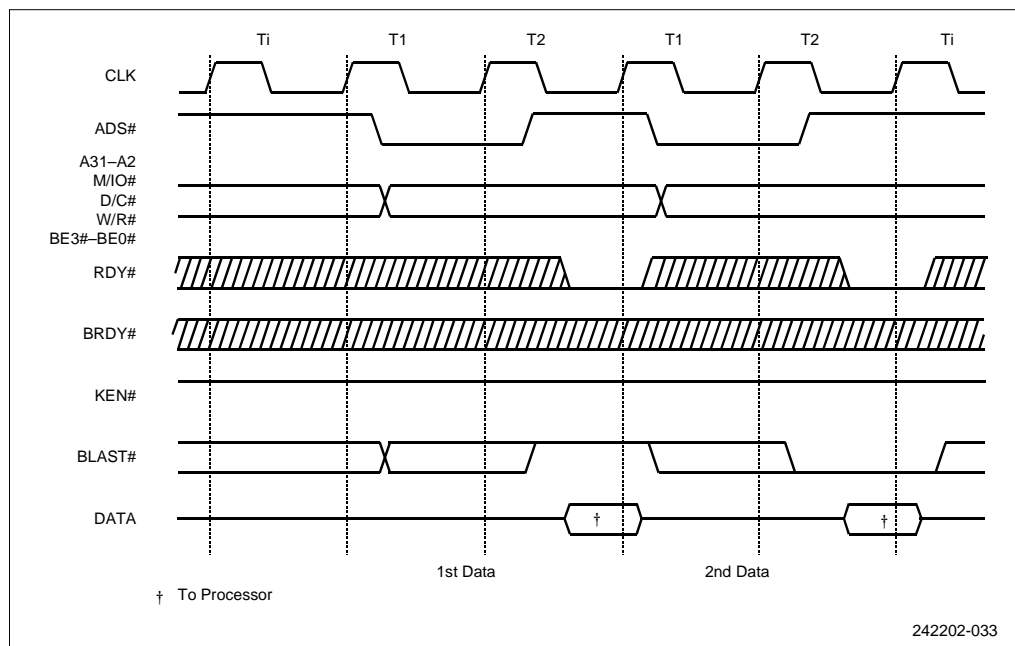 Ti T1 T2 T1 T2 Ti
CLK
ADS#
A31–A2
M/IO#
D/C#
W/R#
BE3#–BE0#
RDY#
BRDY#
KEN#
BLAST#
DATA † †
1st Data 2nd Data
† To Processor
242202-033